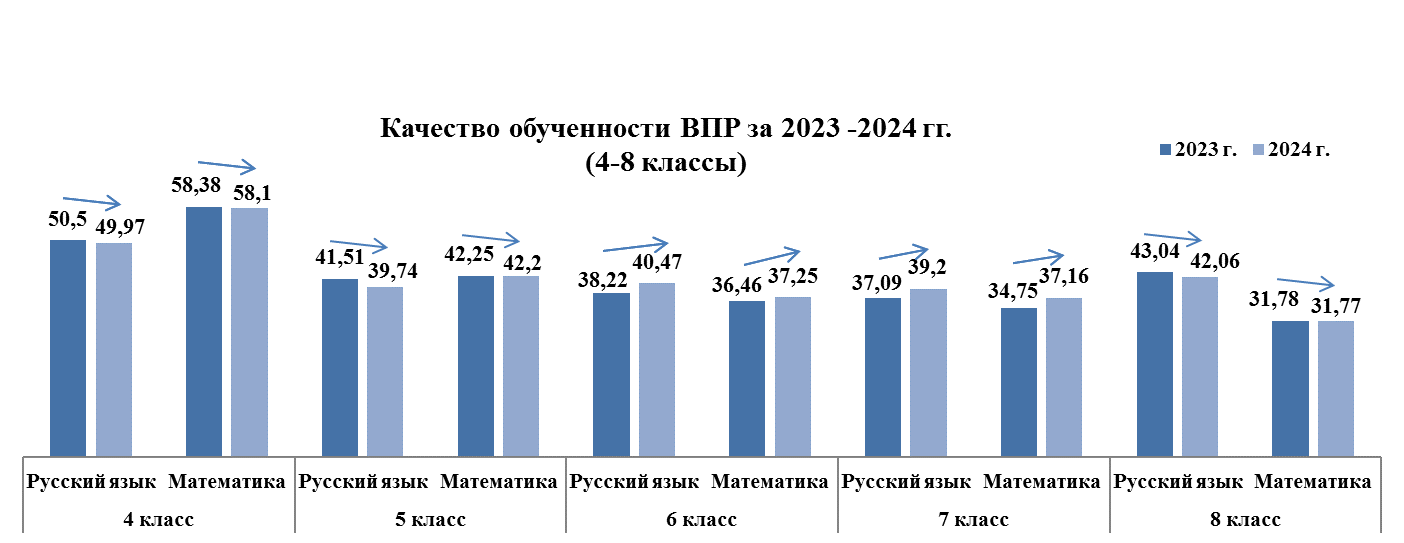 Качество обученности ВПР за 2023 -2024 гг.
(4-8 классы)
2023 г. 2024 г.
50,5 49,97 58,38 58,1 41,51 39,74 42,25 42,2 38,22 40,47 36,46 37,25 37,09 39,2 34,75 37,16 43,04 42,06 31,78 31,77
Русский язык Математика Русский язык Математика Русский язык Математика Русский язык Математика Русский язык Математика
4 класс 5 класс 6 класс 7 класс 8 класс